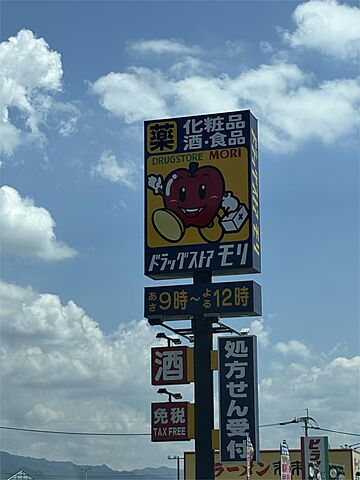 薬
化粧品
酒・食品
DRUGSTORE MORI
ドラッグストアモリ
あさ9時～よる12時
酒
免税
TAX FREE
処方せん受付
ラーメン